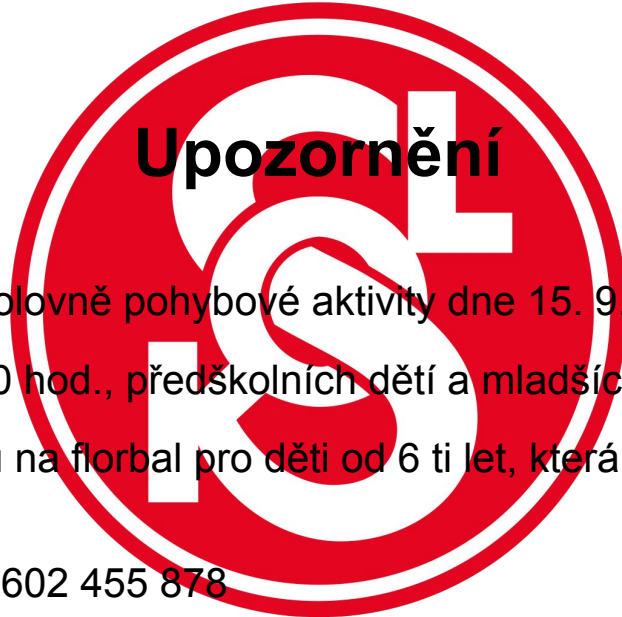 Upozornění
olovně pohybové aktivity dne 15. 9.
0 hod., předškolních dětí a mladšíc
na florbal pro děti od 6 ti let, která
602 455 878